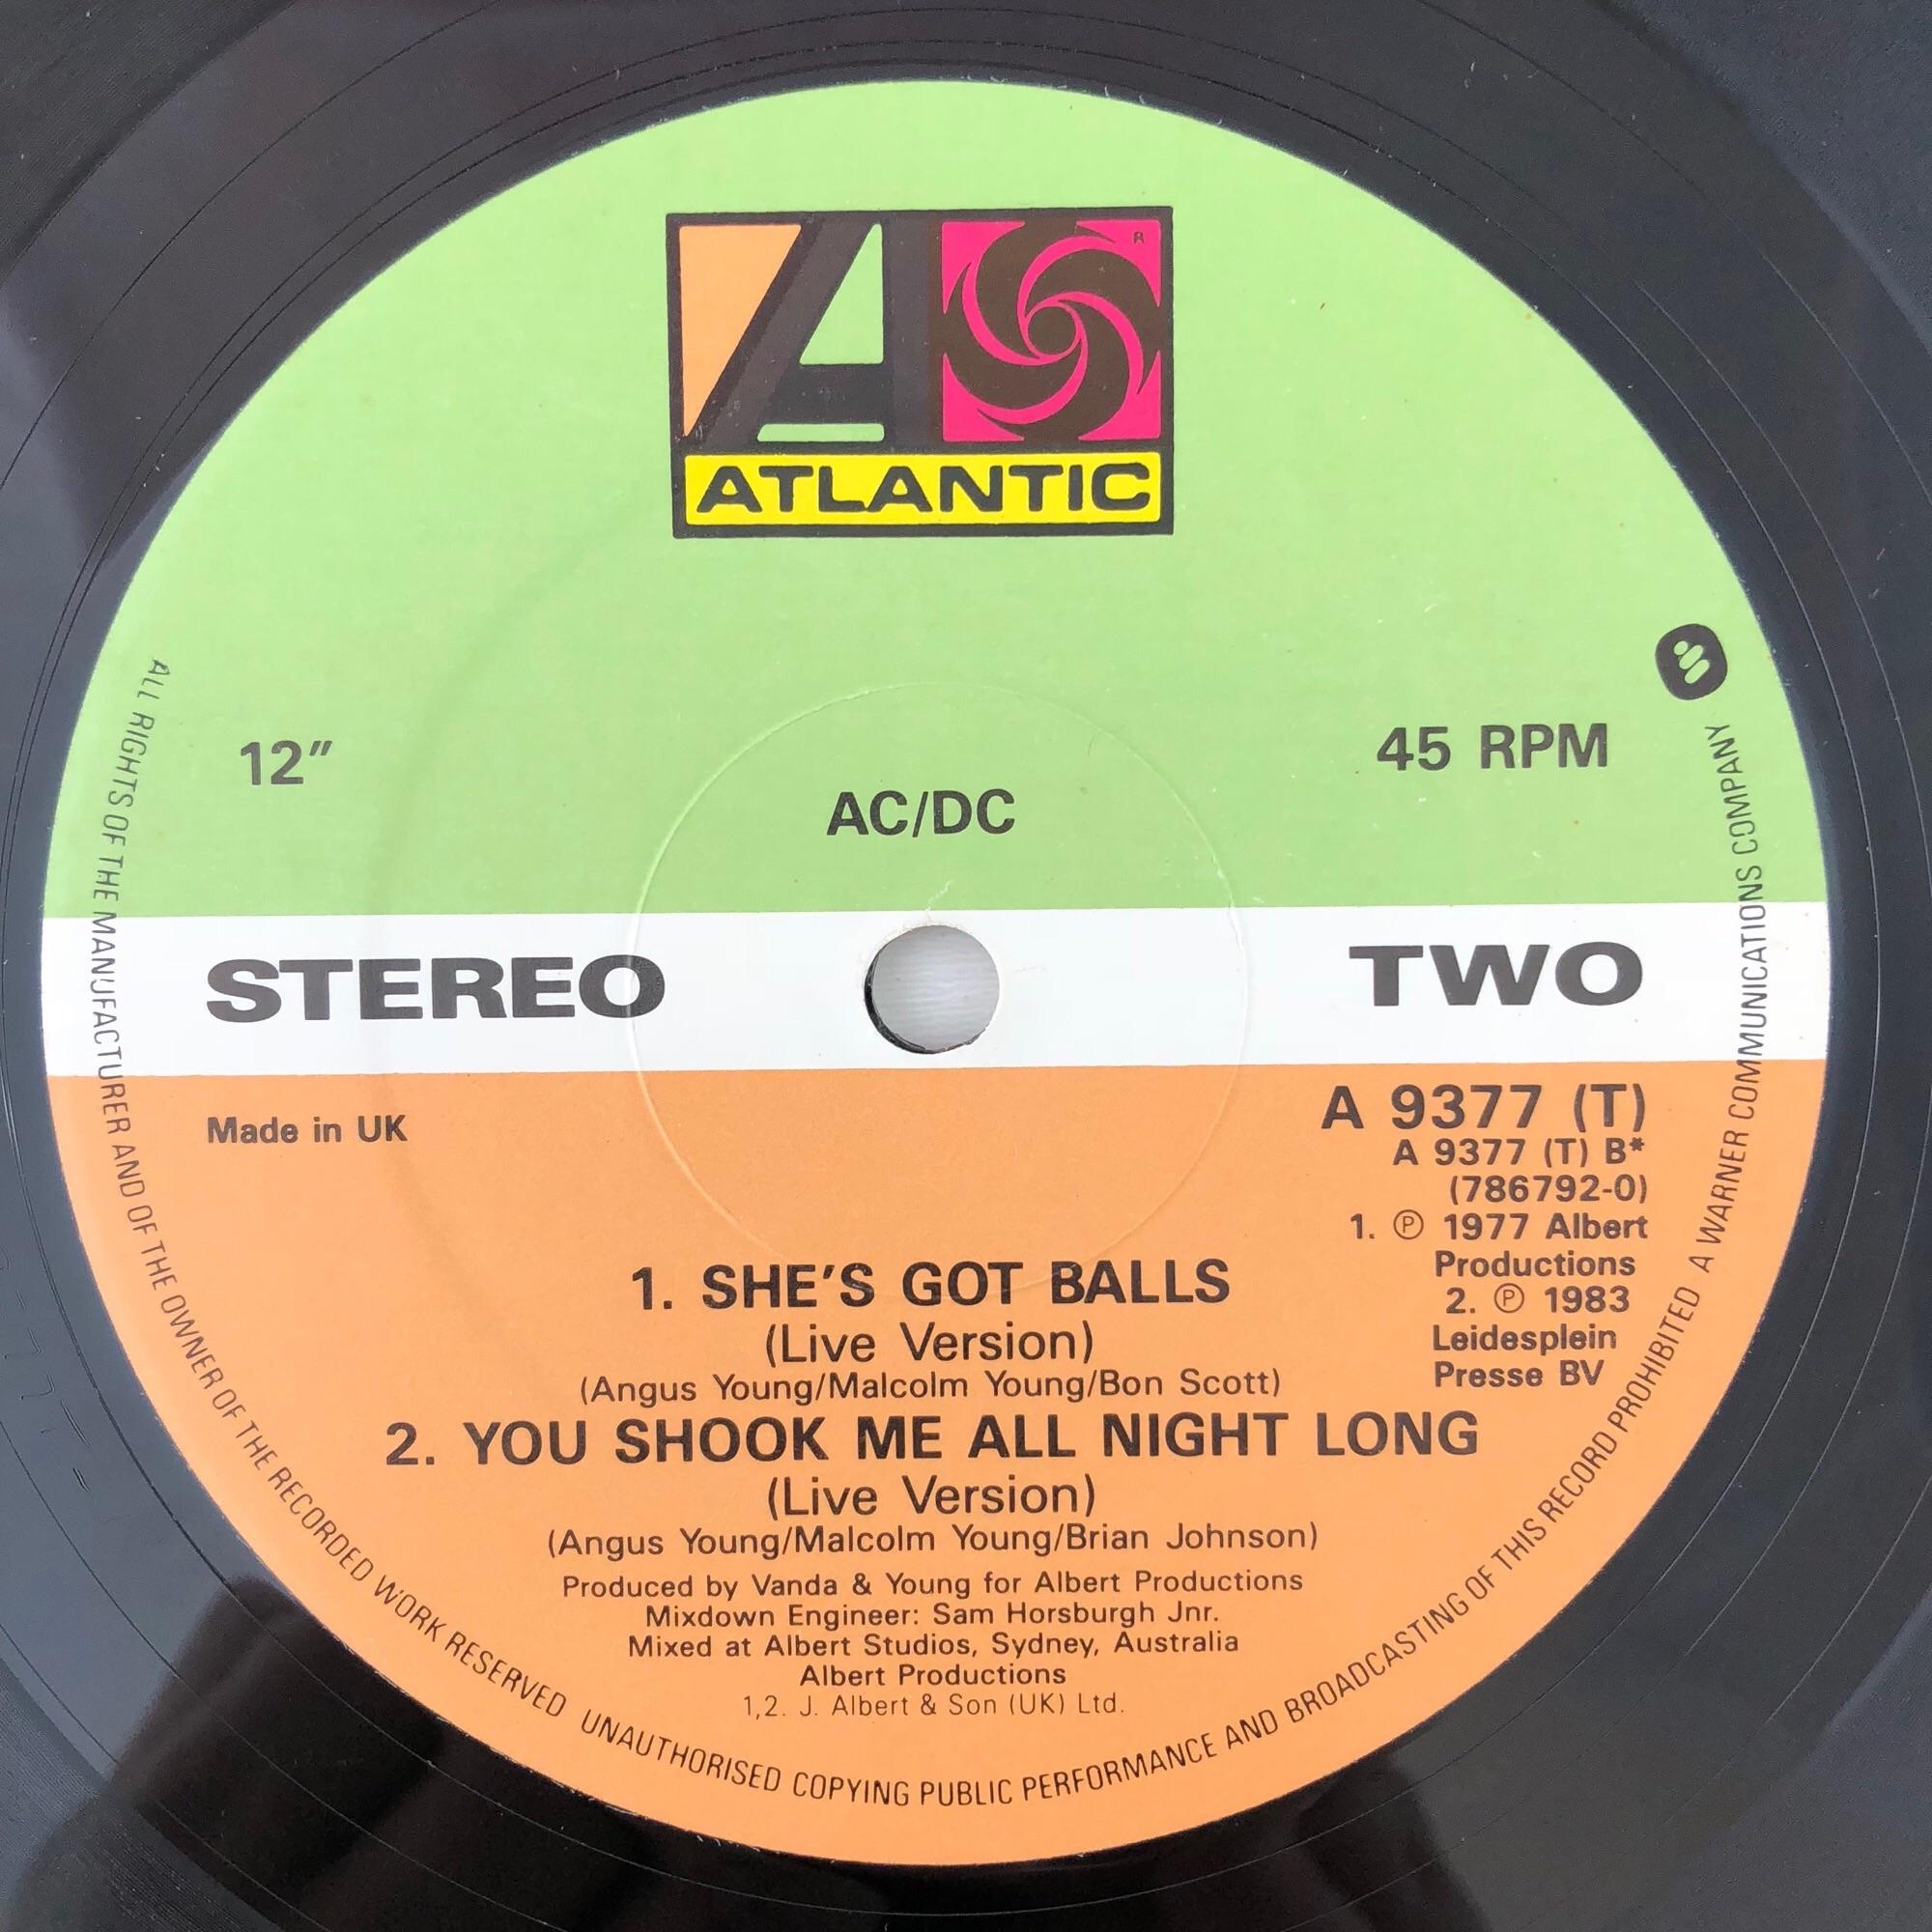 A
R
ATLANTIC
12" 45 RPM
AC/DC
STEREO TWO
Made in UK
A 9377 (T)
A 9377 (T) B*
(786792-0)
1. ℗ 1977 Albert
Productions
2. ℗ 1983
Leidesplein
Presse BV
1. SHE'S GOT BALLS
(Live Version)
(Angus Young/Malcolm Young/Bon Scott)
2. YOU SHOOK ME ALL NIGHT LONG
(Live Version)
(Angus Young/Malcolm Young/Brian Johnson)
Produced by Vanda & Young for Albert Productions
Mixdown Engineer: Sam Horsburgh Jnr.
Mixed at Albert Studios, Sydney, Australia
Albert Productions
1,2. J. Albert & Son (UK) Ltd.
ALL RIGHTS OF THE MANUFACTURER AND OF THE OWNER OF THE RECORDED WORK RESERVED UNAUTHORISED COPYING PUBLIC PERFORMANCE AND BROADCASTING OF THIS RECORD PROHIBITED A WARNER COMMUNICATIONS COMPANY